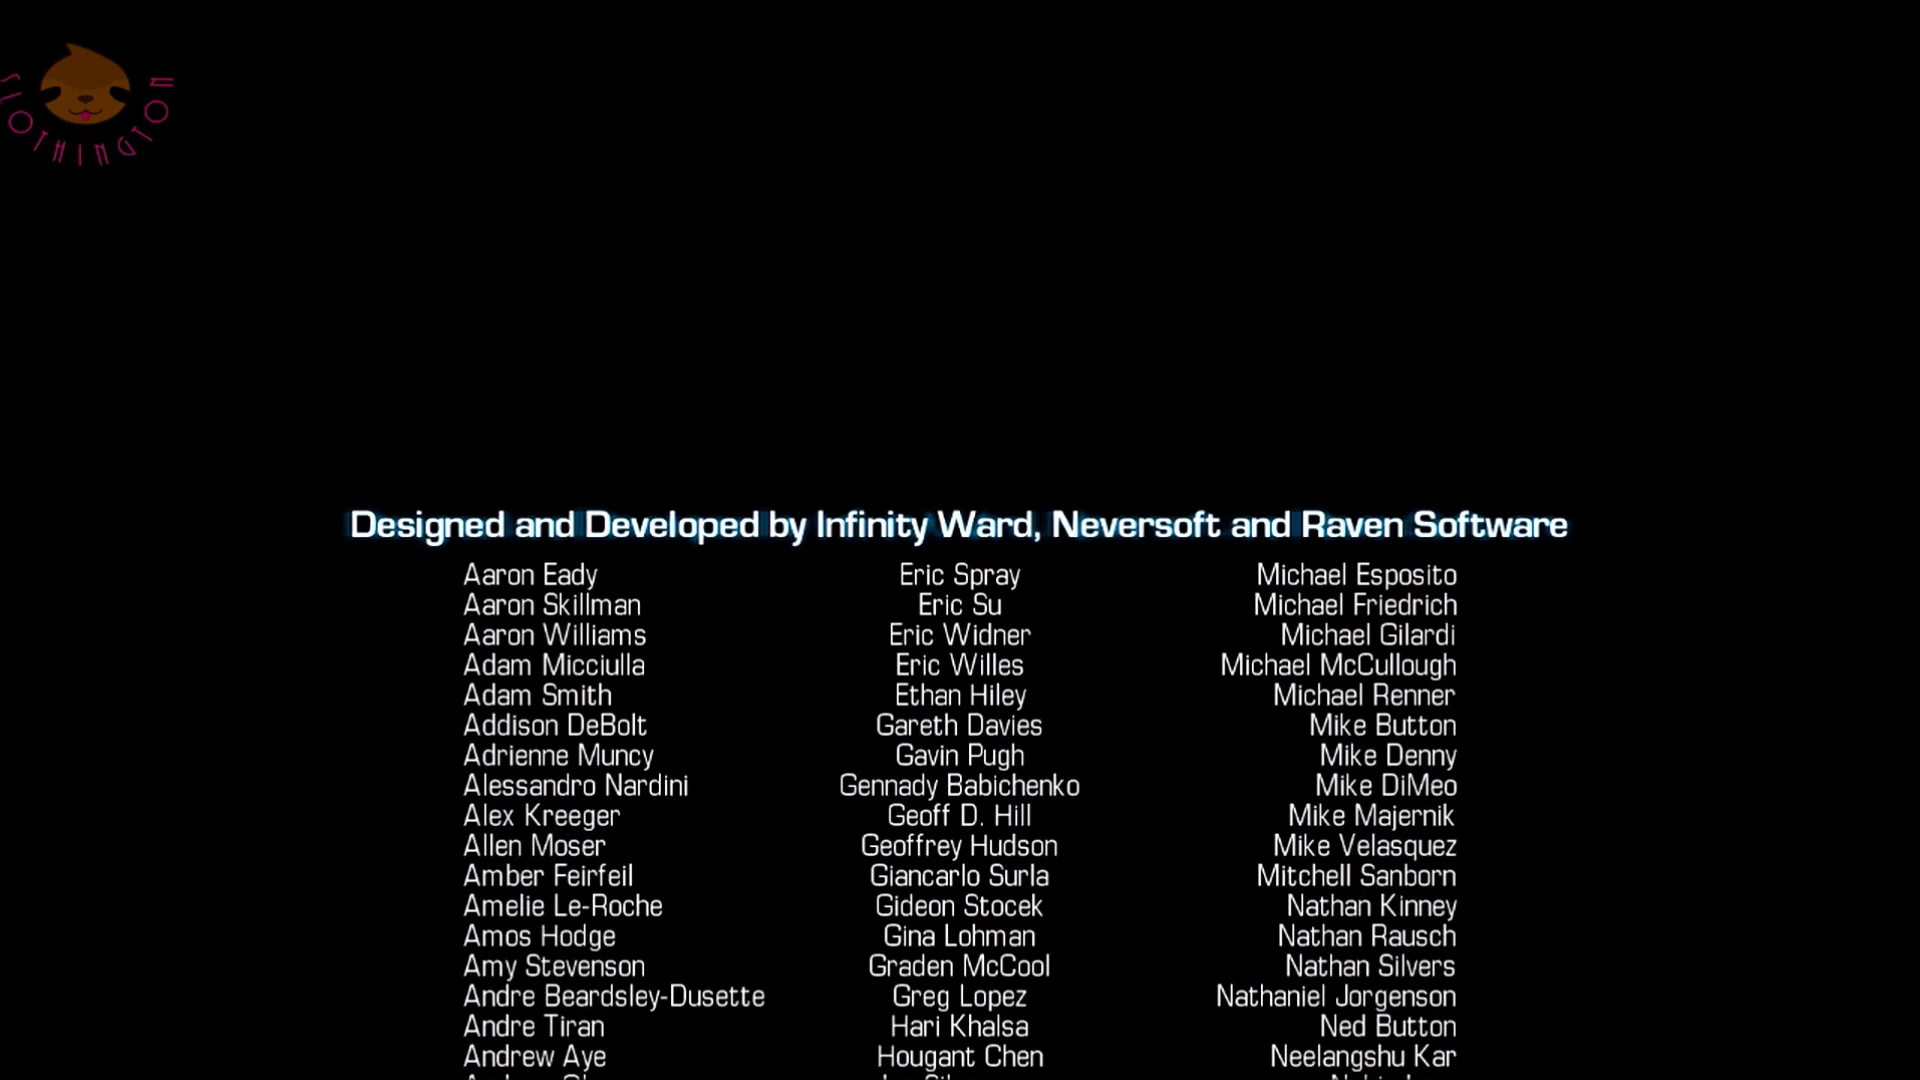 SLOTHINGTON
Designed and Developed by Infinity Ward, Neversoft and Raven Software
Aaron Eady Eric Spray Michael Esposito
Aaron Skillman Eric Su Michael Friedrich
Aaron Williams Eric Widner Michael Gilardi
Adam Micciulla Eric Willes Michael McCullough
Adam Smith Ethan Hiley Michael Renner
Addison DeBolt Gareth Davies Mike Button
Adrienne Muncy Gavin Pugh Mike Denny
Alessandro Nardini Gennady Babichenko Mike DiMeo
Alex Kreeger Geoff D. Hill Mike Majernik
Allen Moser Geoffrey Hudson Mike Velasquez
Amber Feirfeil Giancarlo Surla Mitchell Sanborn
Amelie Le-Roche Gideon Stocek Nathan Kinney
Amos Hodge Gina Lohman Nathan Rausch
Amy Stevenson Graden McCool Nathan Silvers
Andre Beardsley-Dusette Greg Lopez Nathaniel Jorgenson
Andre Tiran Hari Khalsa Ned Button
Andrew Aye Hougant Chen Neelangshu Kar